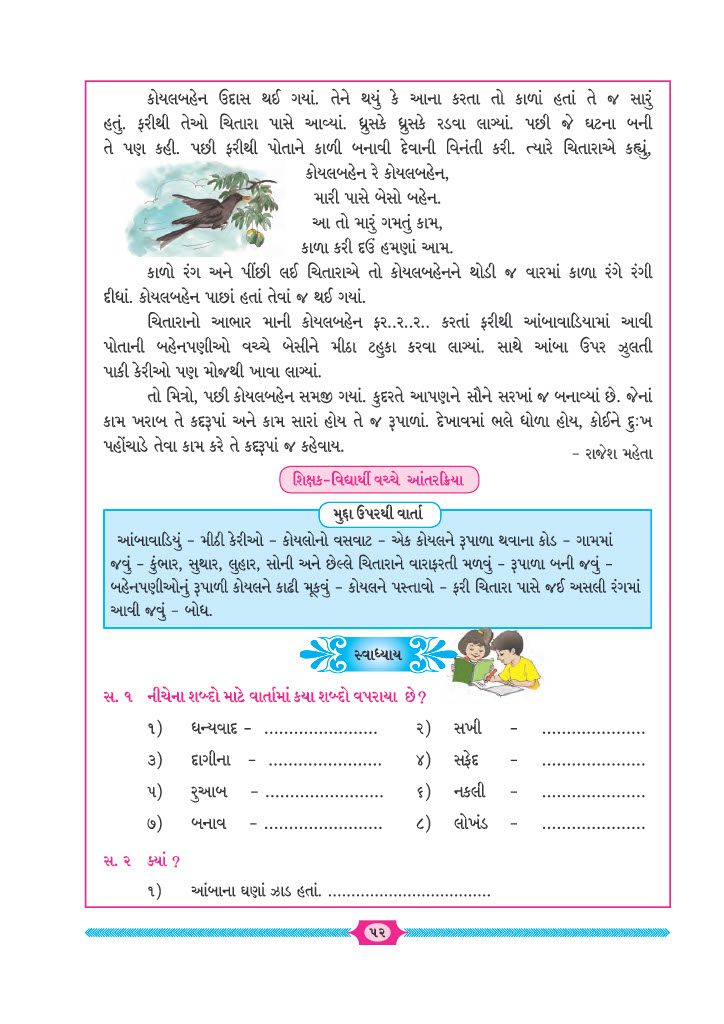 કોયલબહેન ઉદાસ થઈ ગયાં. તેને થયું કે આના કરતા તો કાળાં હતાં તે જ સારું
હતું. ફરીથી તેઓ ચિતારા પાસે આવ્યાં. ધ્રુસકે ધ્રુસકે રડવા લાગ્યાં. પછી જે ઘટના બની
તે પણ કહી. પછી ફરીથી પોતાને કાળી બનાવી દેવાની વિનંતી કરી. ત્યારે ચિતારાએ કહ્યું,
કોયલબહેન રે કોયલબહેન,
મારી પાસે બેસો બહેન.
આ તો મારું ગમતું કામ,
કાળા કરી દઉં હમણાં આમ.
કાળો રંગ અને પીંછી લઈ ચિતારાએ તો કોયલબહેનને થોડી જ વારમાં કાળા રંગે રંગી
દીધાં. કોયલબહેન પાછાં હતાં તેવાં જ થઈ ગયાં.
ચિતારાનો આભાર માની કોયલબહેન ફર..ર..ર.. કરતાં ફરીથી આંબાવાડિયામાં આવી
પોતાની બહેનપણીઓ વચ્ચે બેસીને મીઠા ટહુકા કરવા લાગ્યાં. સાથે આંબા ઉપર ઝુલતી
પાકી કેરીઓ પણ મોજથી ખાવા લાગ્યાં.
તો મિત્રો, પછી કોયલબહેન સમજી ગયાં. કુદરતે આપણને સૌને સરખાં જ બનાવ્યાં છે. જેનાં
કામ ખરાબ તે કદરૂપાં અને કામ સારાં હોય તે જ રૂપાળાં. દેખાવમાં ભલે ધોળા હોય, કોઈને દુઃખ
પહોંચાડે તેવા કામ કરે તે કદરૂપાં જ કહેવાય.
– રાજેશ મહેતા
શિક્ષક-વિદ્યાર્થી વચ્ચે આંતરક્રિયા
મુદ્દા ઉપરથી વાર્તા
આંબાવાડિયું – મીઠી કેરીઓ – કોયલોનો વસવાટ – એક કોયલને રૂપાળા થવાના કોડ – ગામમાં
જવું – કુંભાર, સુથાર, લુહાર, સોની અને છેલ્લે ચિતારાને વારાફરતી મળવું – રૂપાળા બની જવું –
બહેનપણીઓનું રૂપાળી કોયલને કાઢી મૂકવું – કોયલને પસ્તાવો – ફરી ચિતારા પાસે જઈ અસલી રંગમાં
આવી જવું – બોધ.
સ્વાધ્યાય
સ. ૧ નીચેના શબ્દો માટે વાર્તામાં કયા શબ્દો વપરાયા છે?
૧) ધન્યવાદ – ....................... ૨) સખી – .....................
૩) દાગીના – ....................... ૪) સફેદ – .....................
૫) રુઆબ – ........................ ૬) નકલી – .....................
૭) બનાવ – ........................ ૮) લોખંડ – .....................
સ. ૨ ક્યાં ?
૧) આંબાના ઘણાં ઝાડ હતાં. ...................................
૫૨